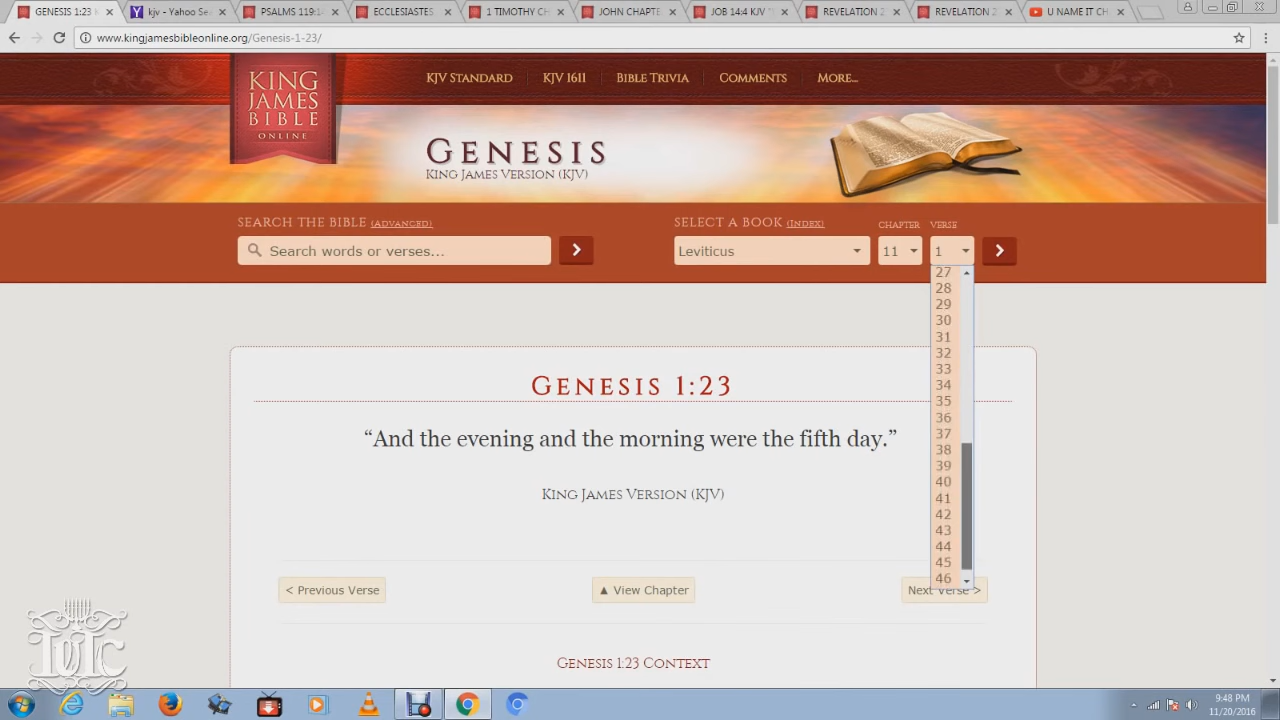 GENESIS 1:23
kjv - Yahoo Se
PSALMS 119:1
ECCLESIASTES
1 TIMOTHY CH
JOHN CHAPTE
JOB 14:4 KJV "
REVELATION 2
REVELATION 2
U NAME IT CH
www.kingjamesbibleonline.org/Genesis-1-23/
KING
JAMES
BIBLE
ONLINE
KJV STANDARD
KJV 1611
BIBLE TRIVIA
COMMENTS
MORE...
GENESIS
KING JAMES VERSION (KJV)
SEARCH THE BIBLE (ADVANCED)
SELECT A BOOK (INDEX)
CHAPTER
VERSE
Search words or verses...
Leviticus
11
1
27
28
29
30
31
32
33
34
35
36
37
38
39
40
41
42
43
44
45
46
GENESIS 1:23
“And the evening and the morning were the fifth day.”
KING JAMES VERSION (KJV)
< Previous Verse
▲ View Chapter
Next Verse >
GENESIS 1:23 CONTEXT
IUIC
9:48 PM
11/20/2016